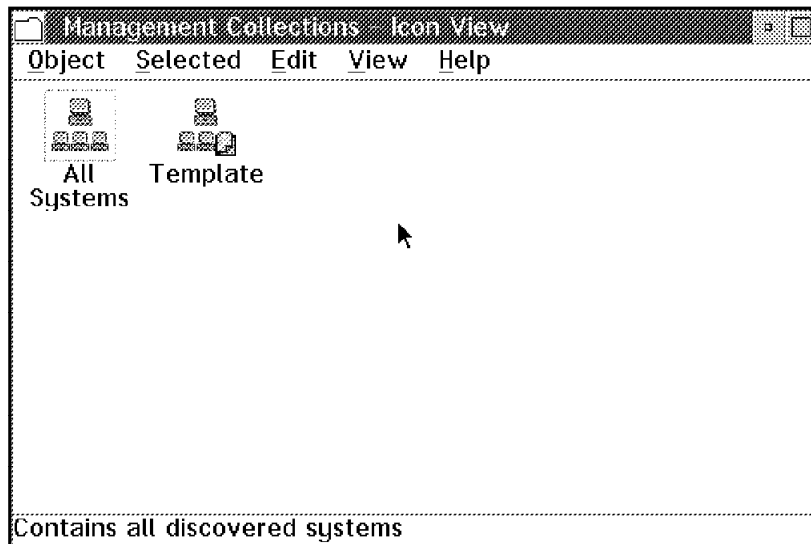 Management Collections - Icon View
Object Selected Edit View Help
All Systems
Template
Contains all discovered systems